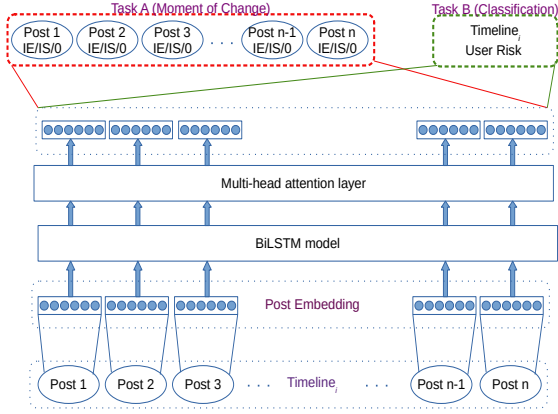 Task A (Moment of Change)
Task B (Classification)
Post 1 Post 2 Post 3 . . . Post n-1 Post n
IE/IS/0 IE/IS/0 IE/IS/0 IE/IS/0 IE/IS/0
Timeline i
User Risk
Multi-head attention layer
BiLSTM model
Post Embedding
Post 1 Post 2 Post 3 . . . Timeline i . . . Post n-1 Post n